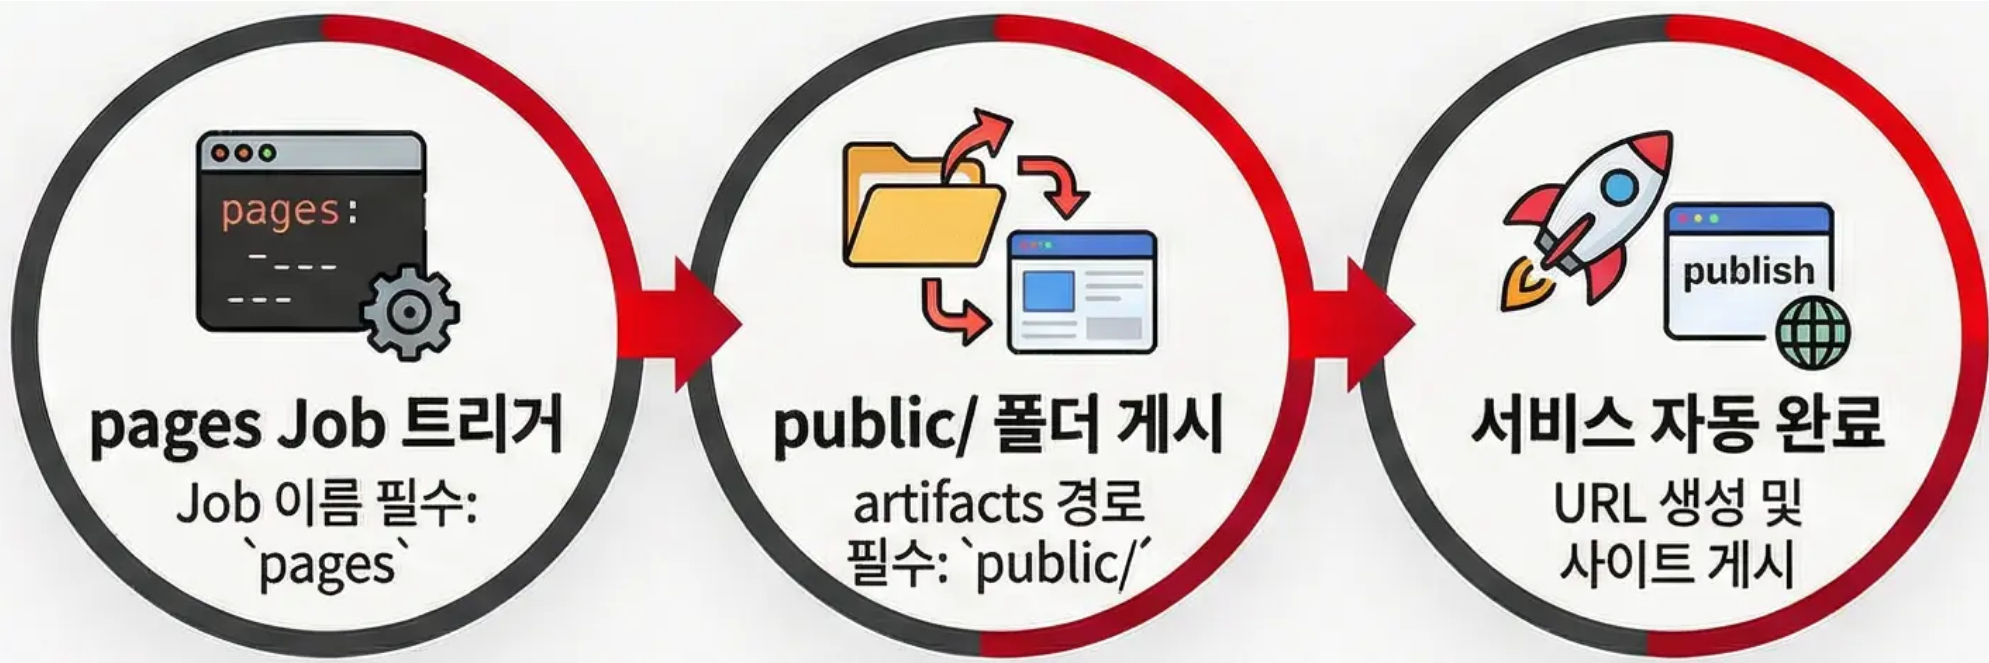 pages:
pages Job 트리거
Job 이름 필수:
`pages`
public/ 폴더 게시
artifacts 경로
필수: `public/´
publish
서비스 자동 완료
URL 생성 및
사이트 게시